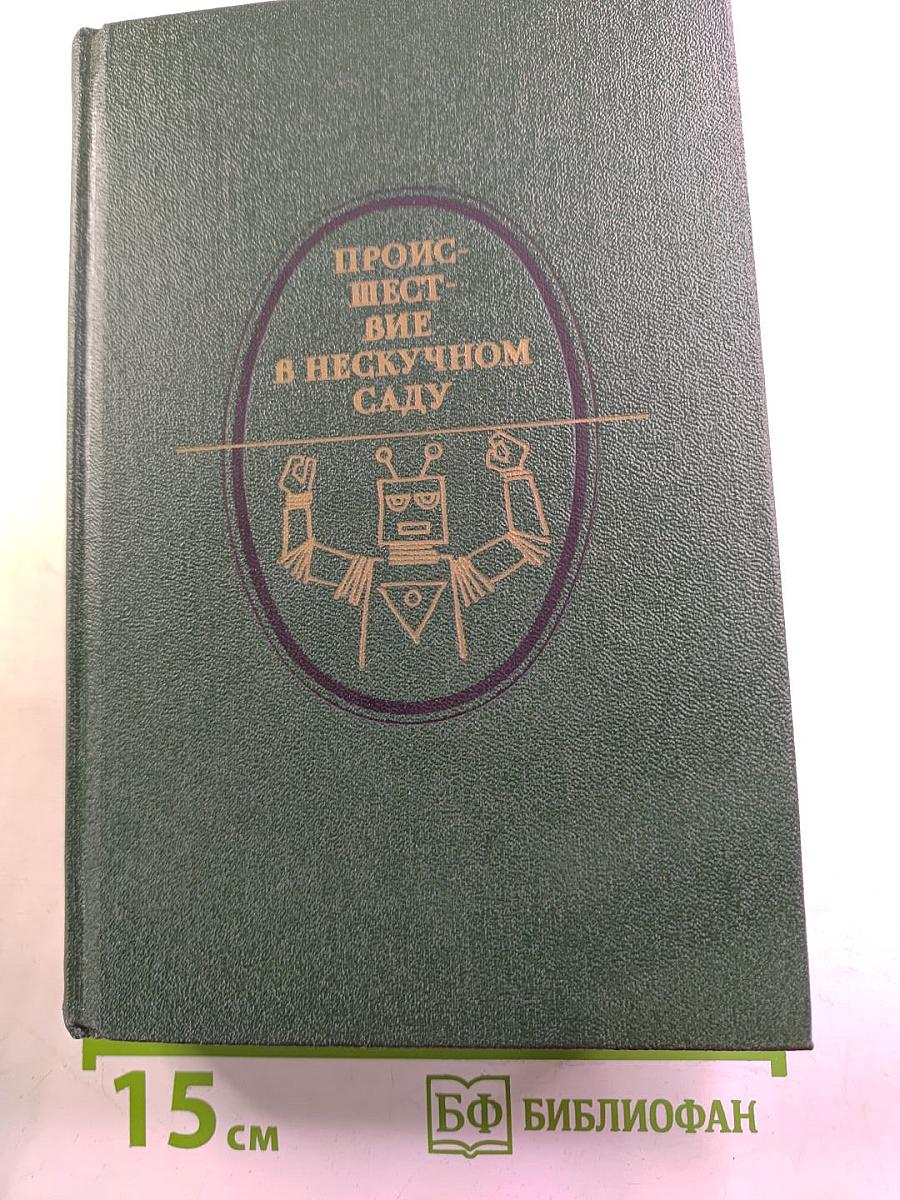 ПРОИС-
ШЕСТ-
ВИЕ
В НЕСКУЧНОМ
САДУ
15 см
БФ БИБЛИОФАН